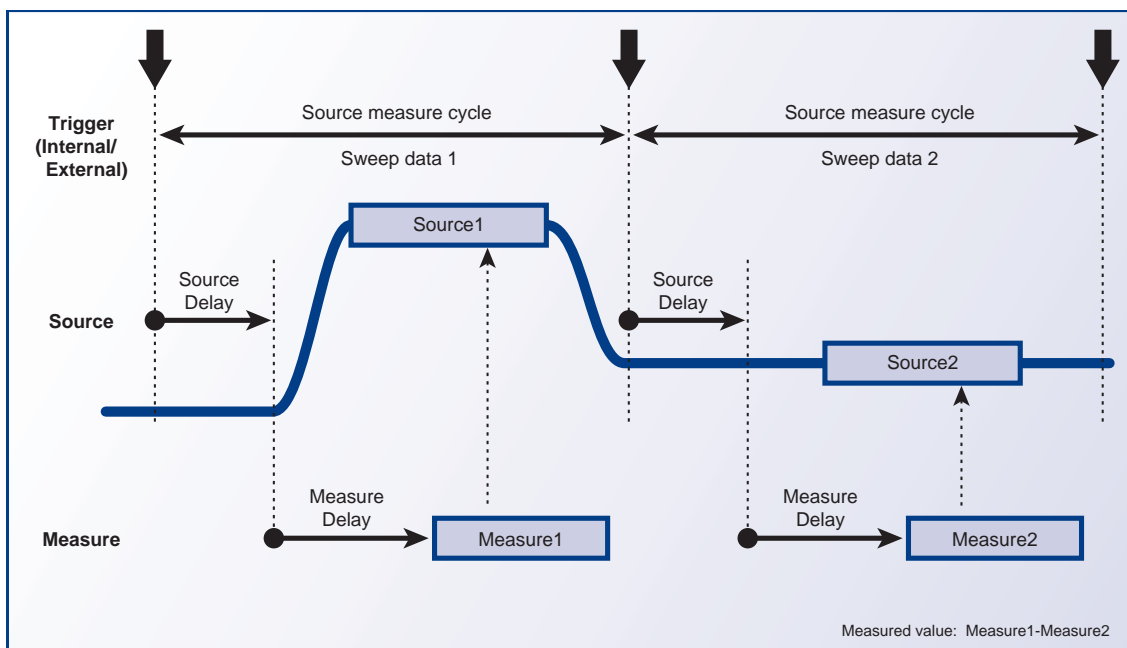 Trigger
(Internal/
External)
Source measure cycle
Source measure cycle
Sweep data 1
Sweep data 2
Source1
Source
Delay
Source
Delay
Source
Source2
Measure
Delay
Measure
Delay
Measure
Measure1
Measure2
Measured value: Measure1-Measure2